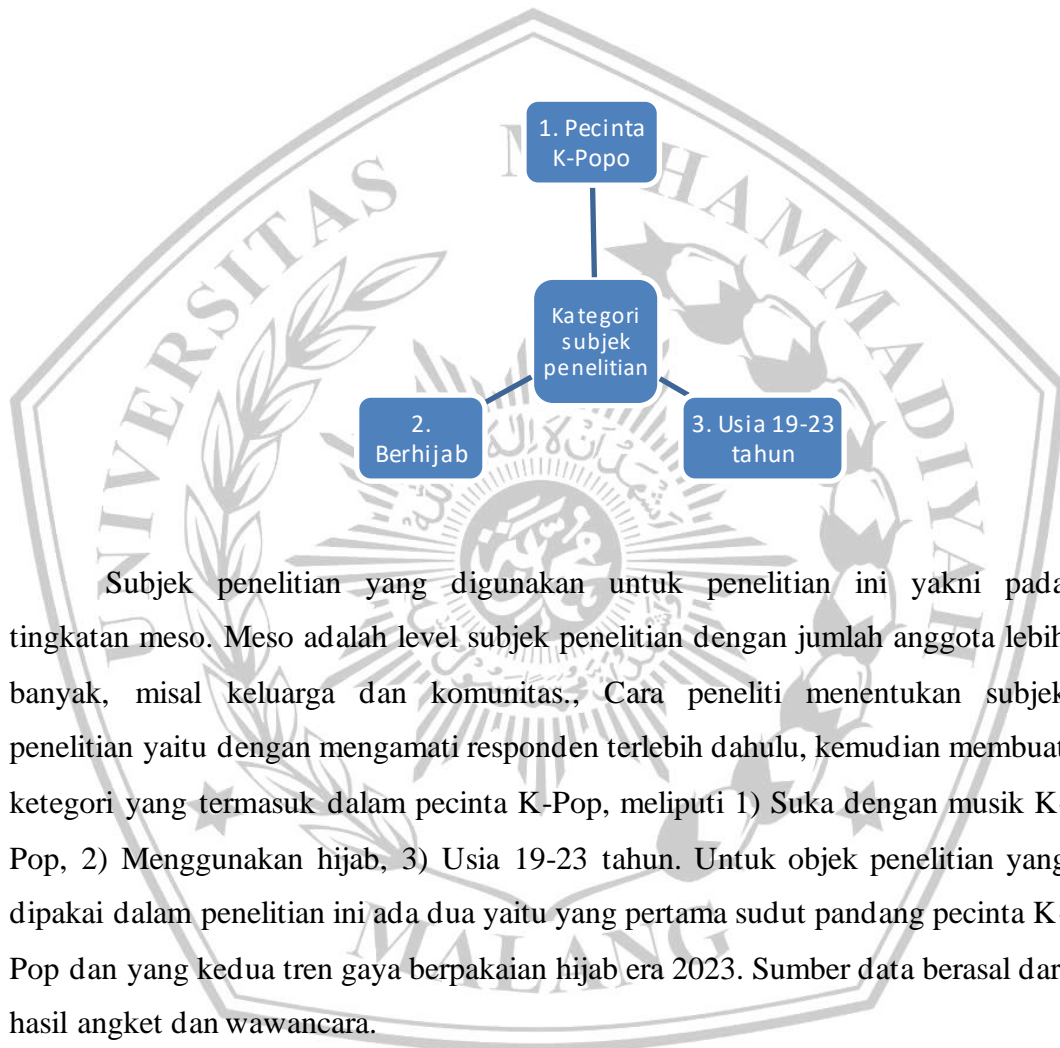 UNIVERSITAS MUHAMMADIYAH
MALANG
1. Pecinta
K-Popo
Kategori
subjek
penelitian
2.
Berhijab
3. Usia 19-23
tahun
Subjek penelitian yang digunakan untuk penelitian ini yakni pada
tingkatan meso. Meso adalah level subjek penelitian dengan jumlah anggota lebih
banyak, misal keluarga dan komunitas., Cara peneliti menentukan subjek
penelitian yaitu dengan mengamati responden terlebih dahulu, kemudian membuat
ketegori yang termasuk dalam pecinta K-Pop, meliputi 1) Suka dengan musik K-
Pop, 2) Menggunakan hijab, 3) Usia 19-23 tahun. Untuk objek penelitian yang
dipakai dalam penelitian ini ada dua yaitu yang pertama sudut pandang pecinta K-
Pop dan yang kedua tren gaya berpakaian hijab era 2023. Sumber data berasal dari
hasil angket dan wawancara.